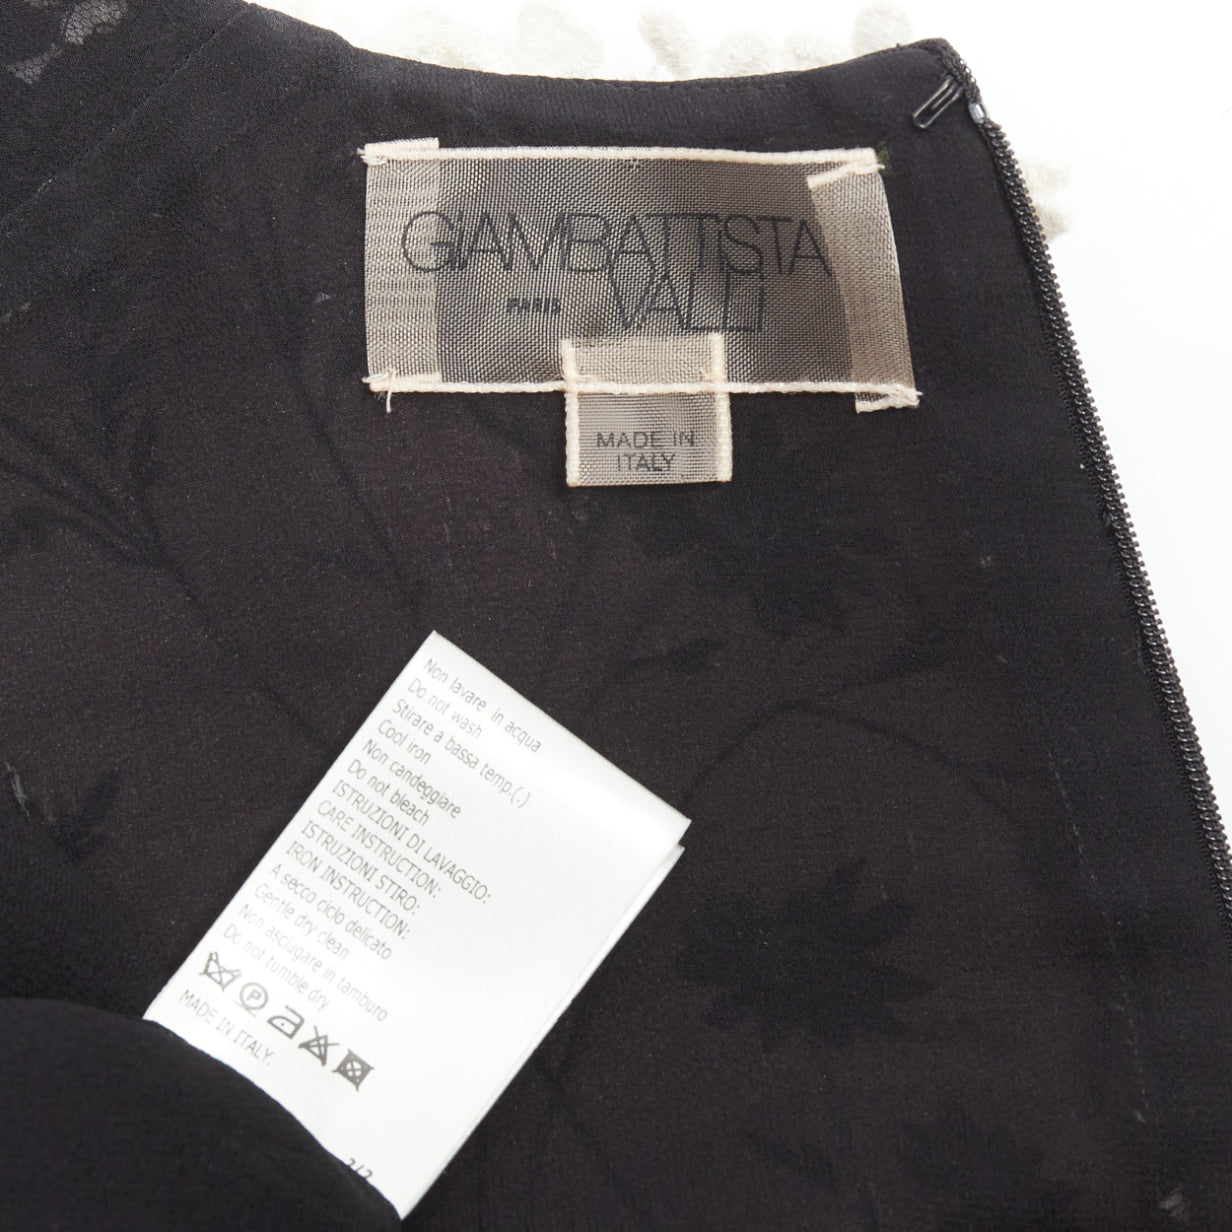 GIAMBATTISTA
PARIS VALLI
MADE IN
ITALY
Non lavare in acqua
Do not wash
Stirare a bassa temp.(.)
Cool iron
Non candeggiare
Do not bleach
ISTRUZIONI DI LAVAGGIO:
CARE INSTRUCTION:
ISTRUZIONI STIRO:
IRON INSTRUCTION:
A secco ciclo delicato
Gentle dry clean
Non asciugare in tamburo
Do not tumble dry
P
MADE IN ITALY.